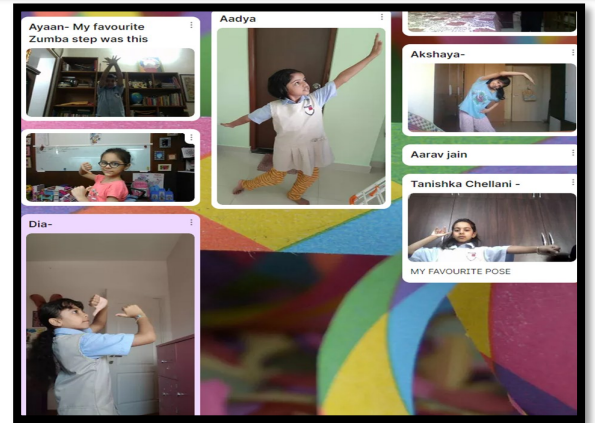 Ayaan- My favourite
Zumba step was this
Dia-
Aadya
Akshaya-
Aarav jain
Tanishka Chellani -
MY FAVOURITE POSE